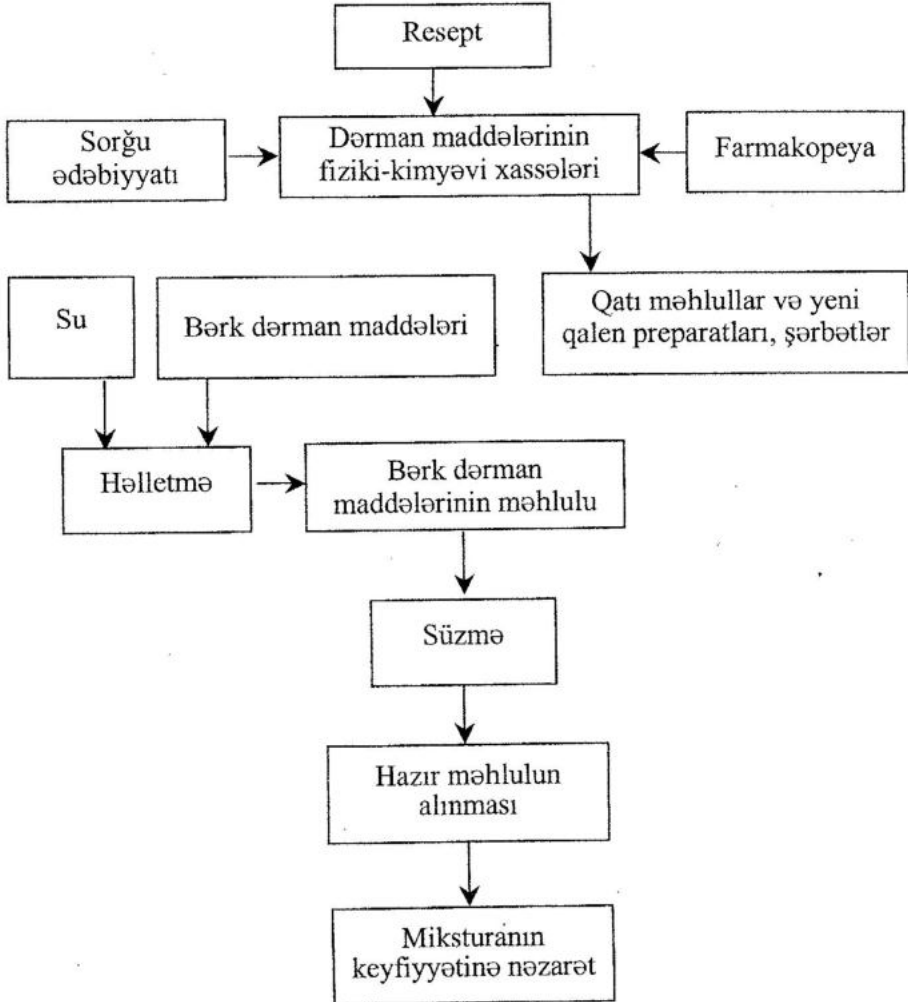 Resept
Sorğu
ədəbiyyatı
Dərman maddələrinin
fiziki-kimyəvi xassələri
Farmakopeya
Su
Bərk dərman maddələri
Qatı məhlullar və yeni
qalen preparatları, şərbətlər
Həlletmə
Bərk dərman
maddələrinin məhlulu
Süzmə
Hazır məhlulun
alınması
Miksturanın
keyfiyyətinə nəzarət